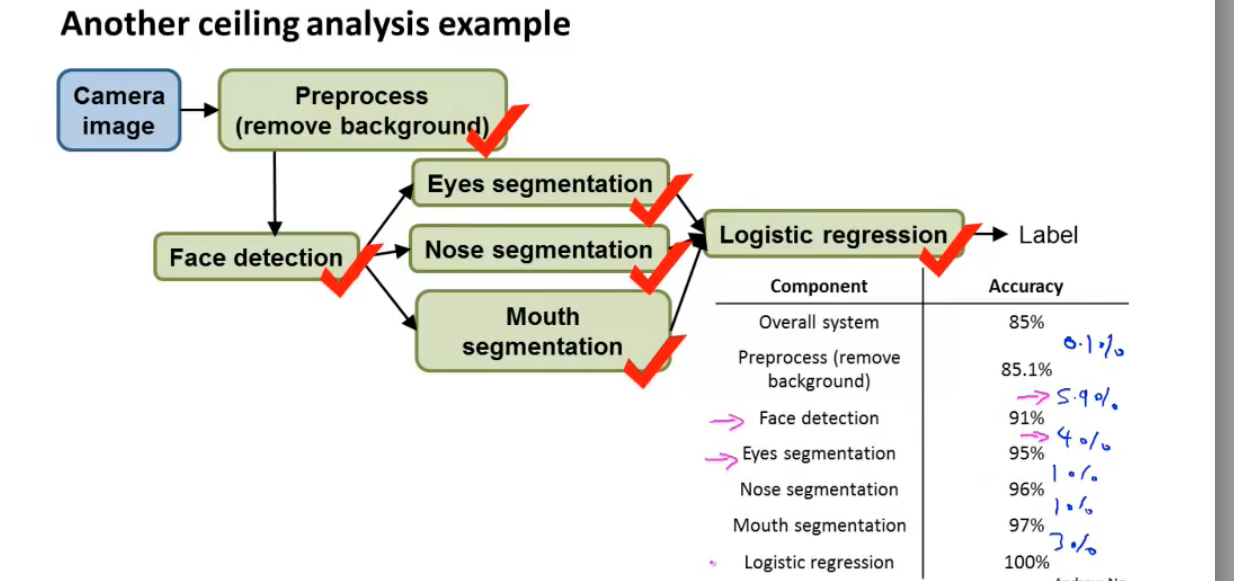 Another ceiling analysis example
Camera
image
Preprocess
(remove background)
Eyes segmentation
Face detection
Nose segmentation
Mouth
segmentation
Logistic regression
Label
Component Accuracy
Overall system 85%
0.1%
Preprocess (remove
background) 85.1%
5.9%
Face detection 91%
4%
Eyes segmentation 95%
1%
Nose segmentation 96%
1%
Mouth segmentation 97%
3%
Logistic regression 100%